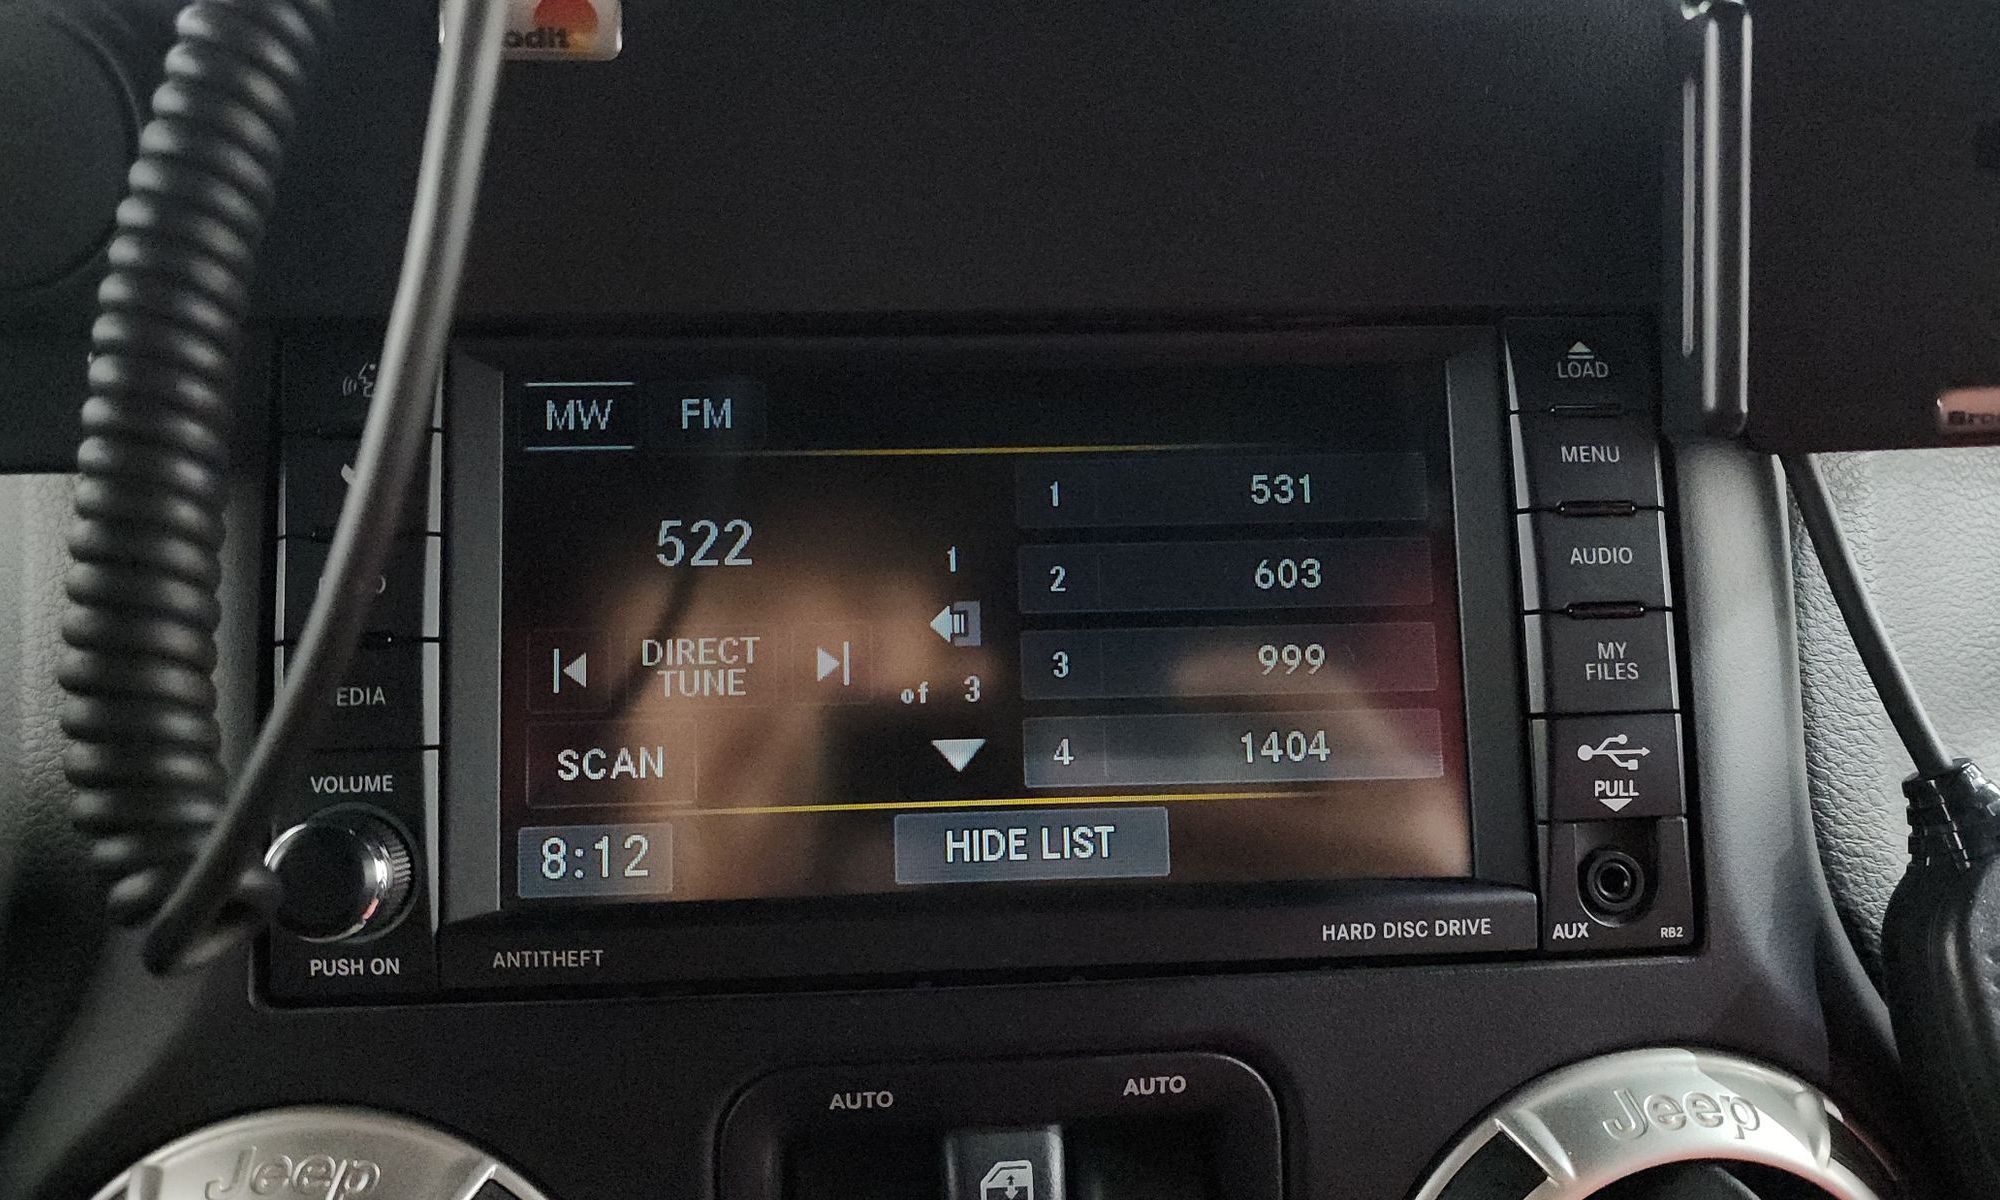 MW
FM
522
DIRECT
TUNE
SCAN
1
of 3
1 531
2 603
3 999
4 1404
8:12
HIDE LIST
EDIA
VOLUME
PUSH ON
ANTITHEFT
HARD DISC DRIVE
LOAD
MENU
AUDIO
MY
FILES
PULL
AUX
RB2
AUTO
AUTO
Jeep
Jeep